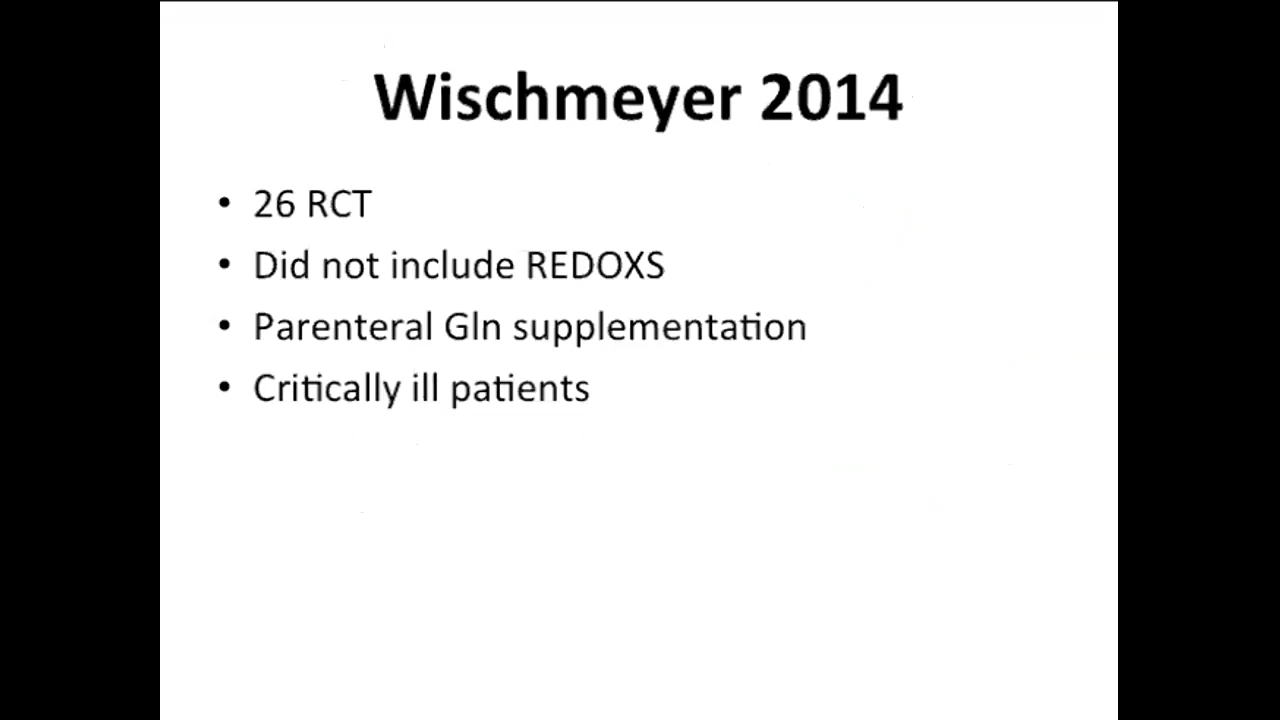 Wischmeyer 2014
• 26 RCT
• Did not include REDOXS
• Parenteral Gln supplementation
• Critically ill patients